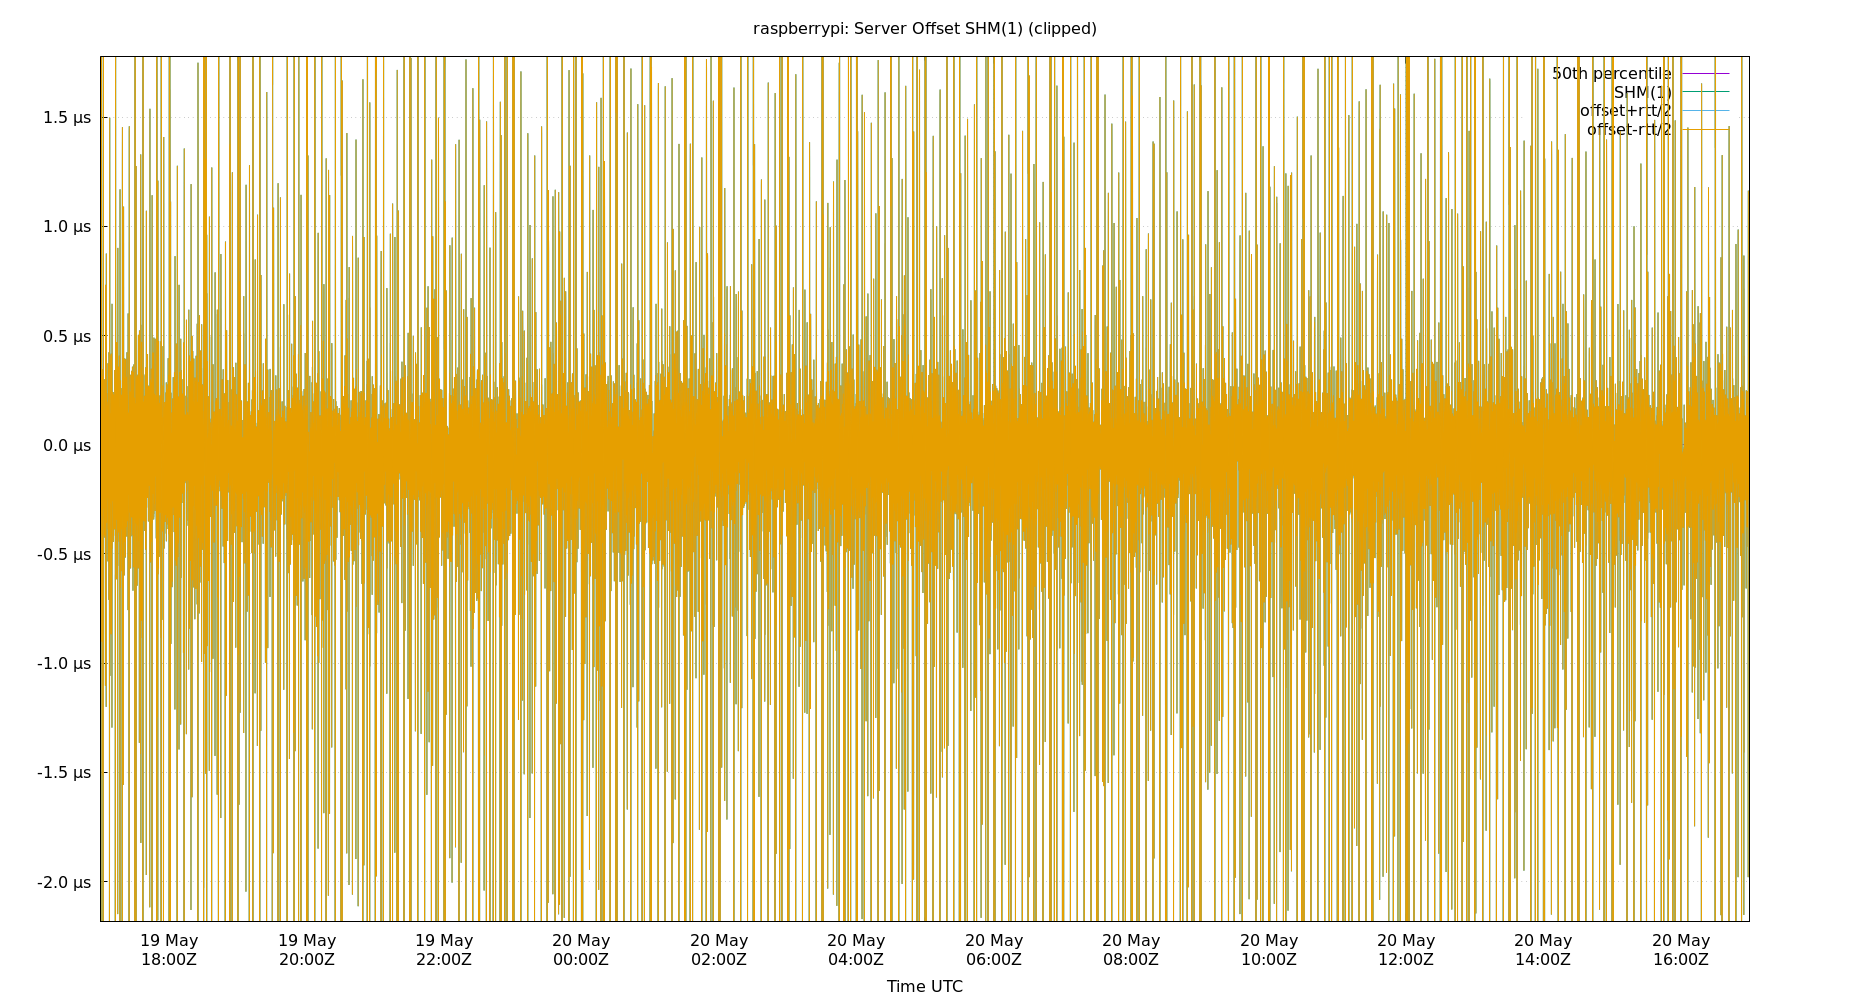 raspberrypi: Server Offset SHM(1) (clipped)
50th percentile
SHM(1)
offset+rtt/2
offset-rtt/2
1.5 µs
1.0 µs
0.5 µs
0.0 µs
-0.5 µs
-1.0 µs
-1.5 µs
-2.0 µs
19 May 19 May 19 May 20 May 20 May 20 May 20 May 20 May 20 May 20 May 20 May 20 May
18:00Z 20:00Z 22:00Z 00:00Z 02:00Z 04:00Z 06:00Z 08:00Z 10:00Z 12:00Z 14:00Z 16:00Z
Time UTC